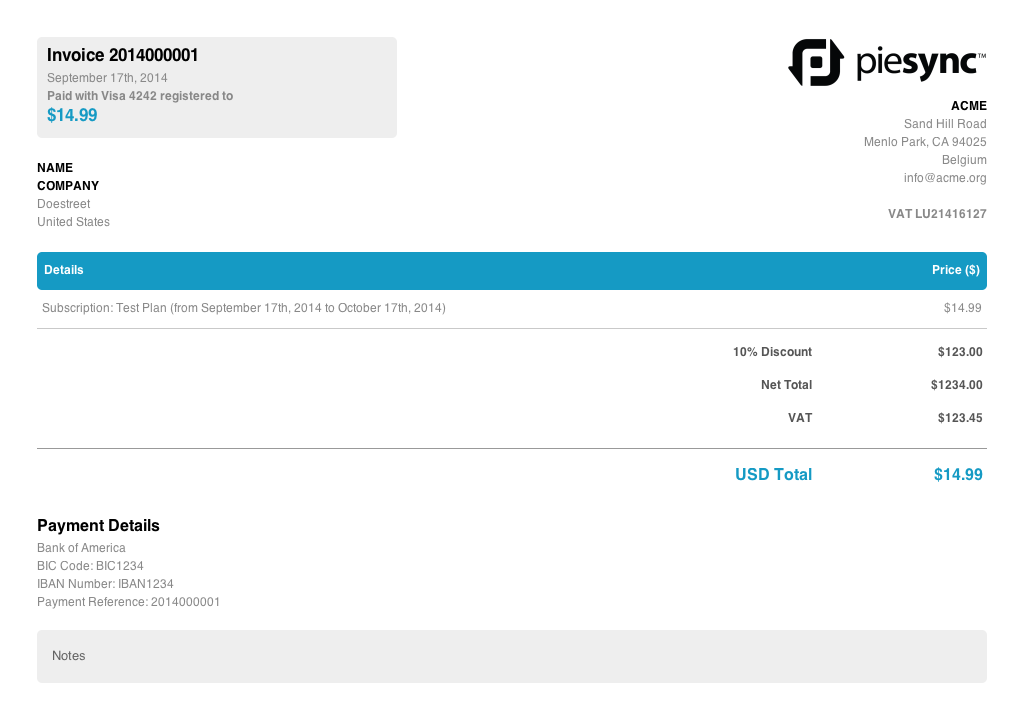 Invoice 2014000001
September 17th, 2014
Paid with Visa 4242 registered to
$14.99
piesync™
ACME
Sand Hill Road
Menlo Park, CA 94025
Belgium
info@acme.org
VAT LU21416127
NAME
COMPANY
Doestreet
United States
Details Price ($)
Subscription: Test Plan (from September 17th, 2014 to October 17th, 2014) $14.99
10% Discount $123.00
Net Total $1234.00
VAT $123.45
USD Total $14.99
Payment Details
Bank of America
BIC Code: BIC1234
IBAN Number: IBAN1234
Payment Reference: 2014000001
Notes